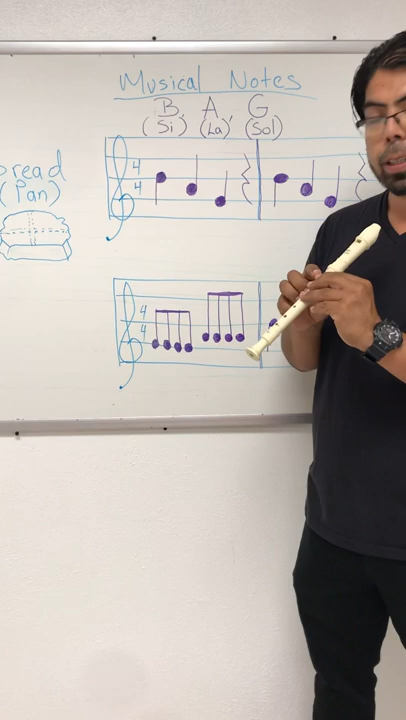 Musical Notes
B, A, G
(Si) (La) (Sol)
read
(Pan)
4
4
4
4